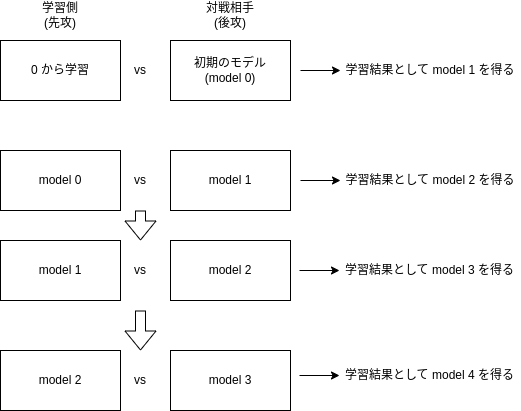 学習側
(先攻)
対戦相手
(後攻)
0 から学習
vs
初期のモデル
(model 0)
学習結果として model 1 を得る
model 0
vs
model 1
学習結果として model 2 を得る
model 1
vs
model 2
学習結果として model 3 を得る
model 2
vs
model 3
学習結果として model 4 を得る